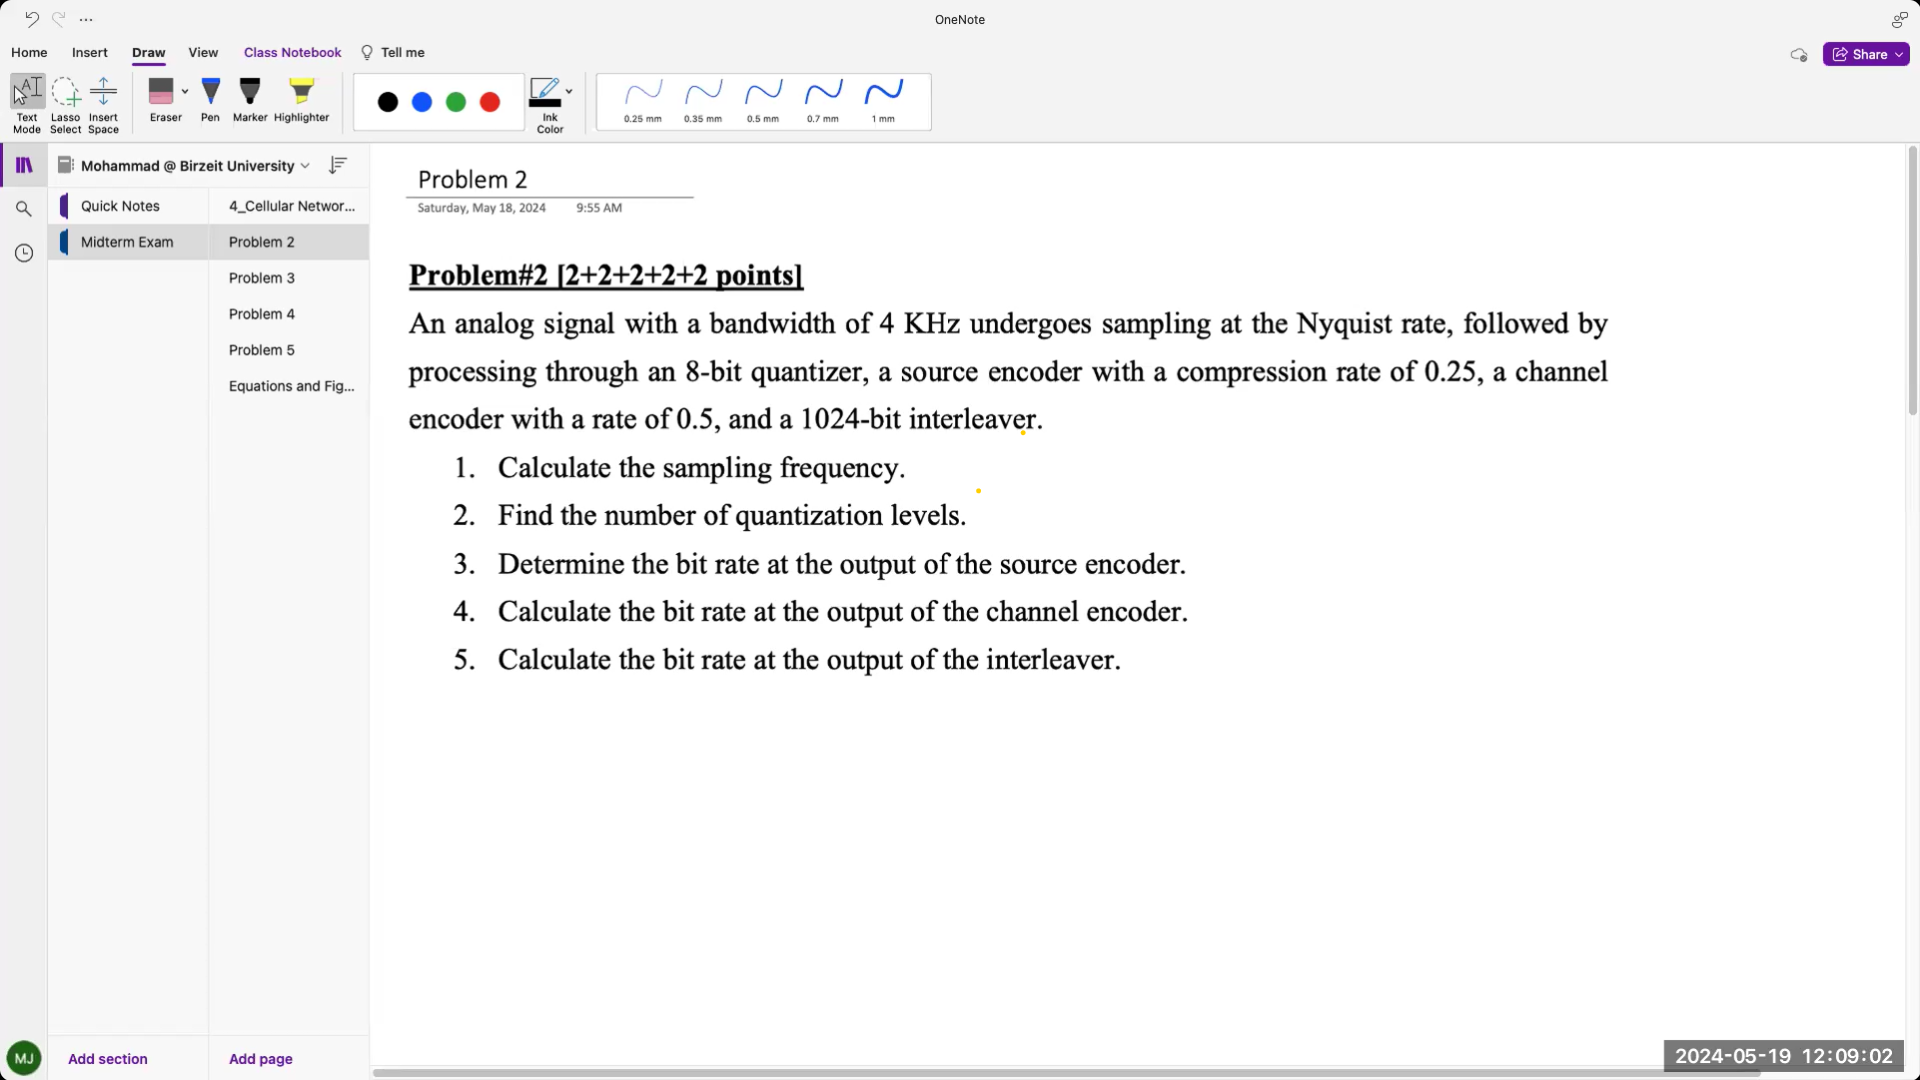 OneNote
Home Insert Draw View Class Notebook Tell me
Share
Text Mode
Lasso Select
Insert Space
Eraser
Pen
Marker
Highlighter
Ink Color
0.25 mm
0.35 mm
0.5 mm
0.7 mm
1 mm
Mohammad @ Birzeit University
Quick Notes
Midterm Exam
4_Cellular Networ...
Problem 2
Problem 3
Problem 4
Problem 5
Equations and Fig...
Problem 2
Saturday, May 18, 2024 9:55 AM
Problem#2 [2+2+2+2+2 points]
An analog signal with a bandwidth of 4 KHz undergoes sampling at the Nyquist rate, followed by
processing through an 8-bit quantizer, a source encoder with a compression rate of 0.25, a channel
encoder with a rate of 0.5, and a 1024-bit interleaver.
1. Calculate the sampling frequency.
2. Find the number of quantization levels.
3. Determine the bit rate at the output of the source encoder.
4. Calculate the bit rate at the output of the channel encoder.
5. Calculate the bit rate at the output of the interleaver.
MJ
Add section
Add page
2024-05-19 12:09:02